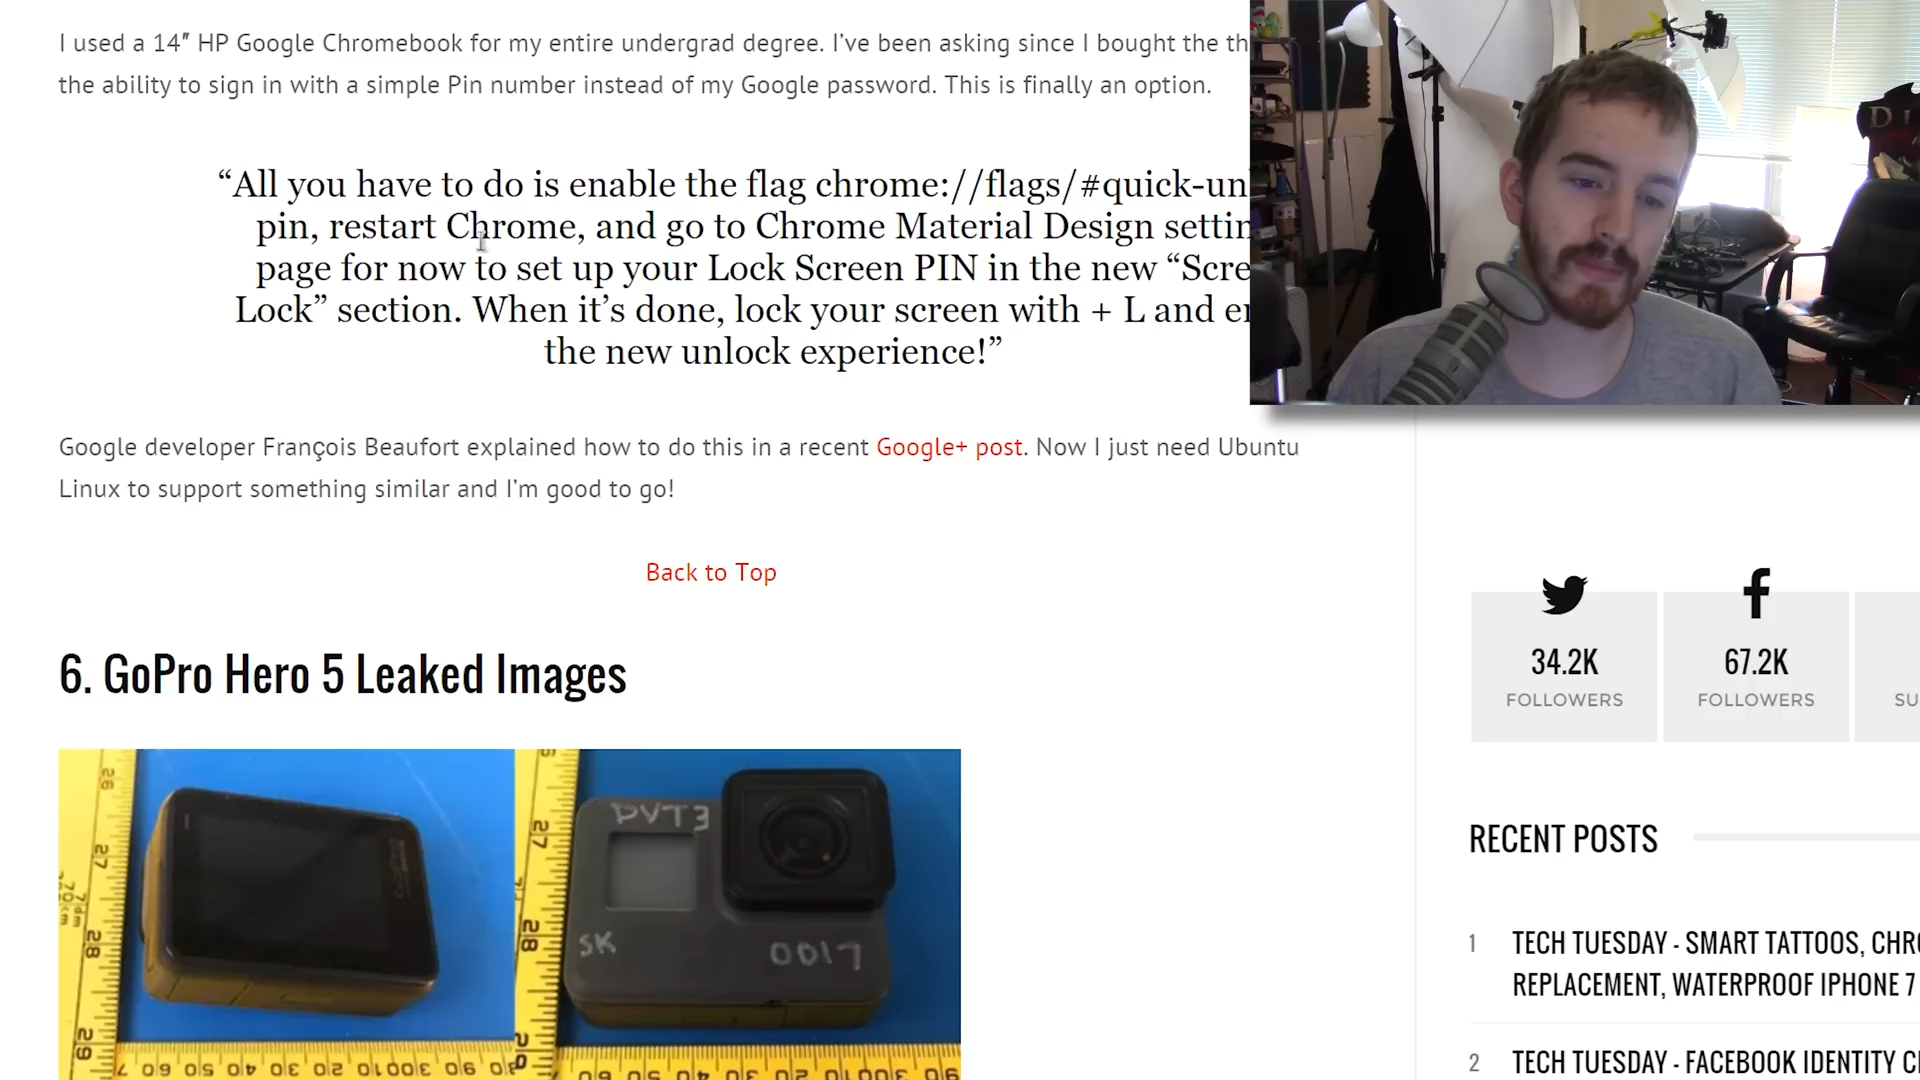 I used a 14″ HP Google Chromebook for my entire undergrad degree. I’ve been asking since I bought the
the ability to sign in with a simple Pin number instead of my Google password. This is finally an option.
“All you have to do is enable the flag chrome://flags/#quick-un
pin, restart Chrome, and go to Chrome Material Design settin
page for now to set up your Lock Screen PIN in the new “Scre
Lock” section. When it’s done, lock your screen with + L and en
the new unlock experience!”
Google developer François Beaufort explained how to do this in a recent Google+ post. Now I just need Ubuntu
Linux to support something similar and I’m good to go!
Back to Top
6. GoPro Hero 5 Leaked Images
DVT3
SK
0017
34.2K
FOLLOWERS
67.2K
FOLLOWERS
SU
RECENT POSTS
1 TECH TUESDAY - SMART TATTOOS, CHRO
REPLACEMENT, WATERPROOF IPHONE 7
2 TECH TUESDAY - FACEBOOK IDENTITY C